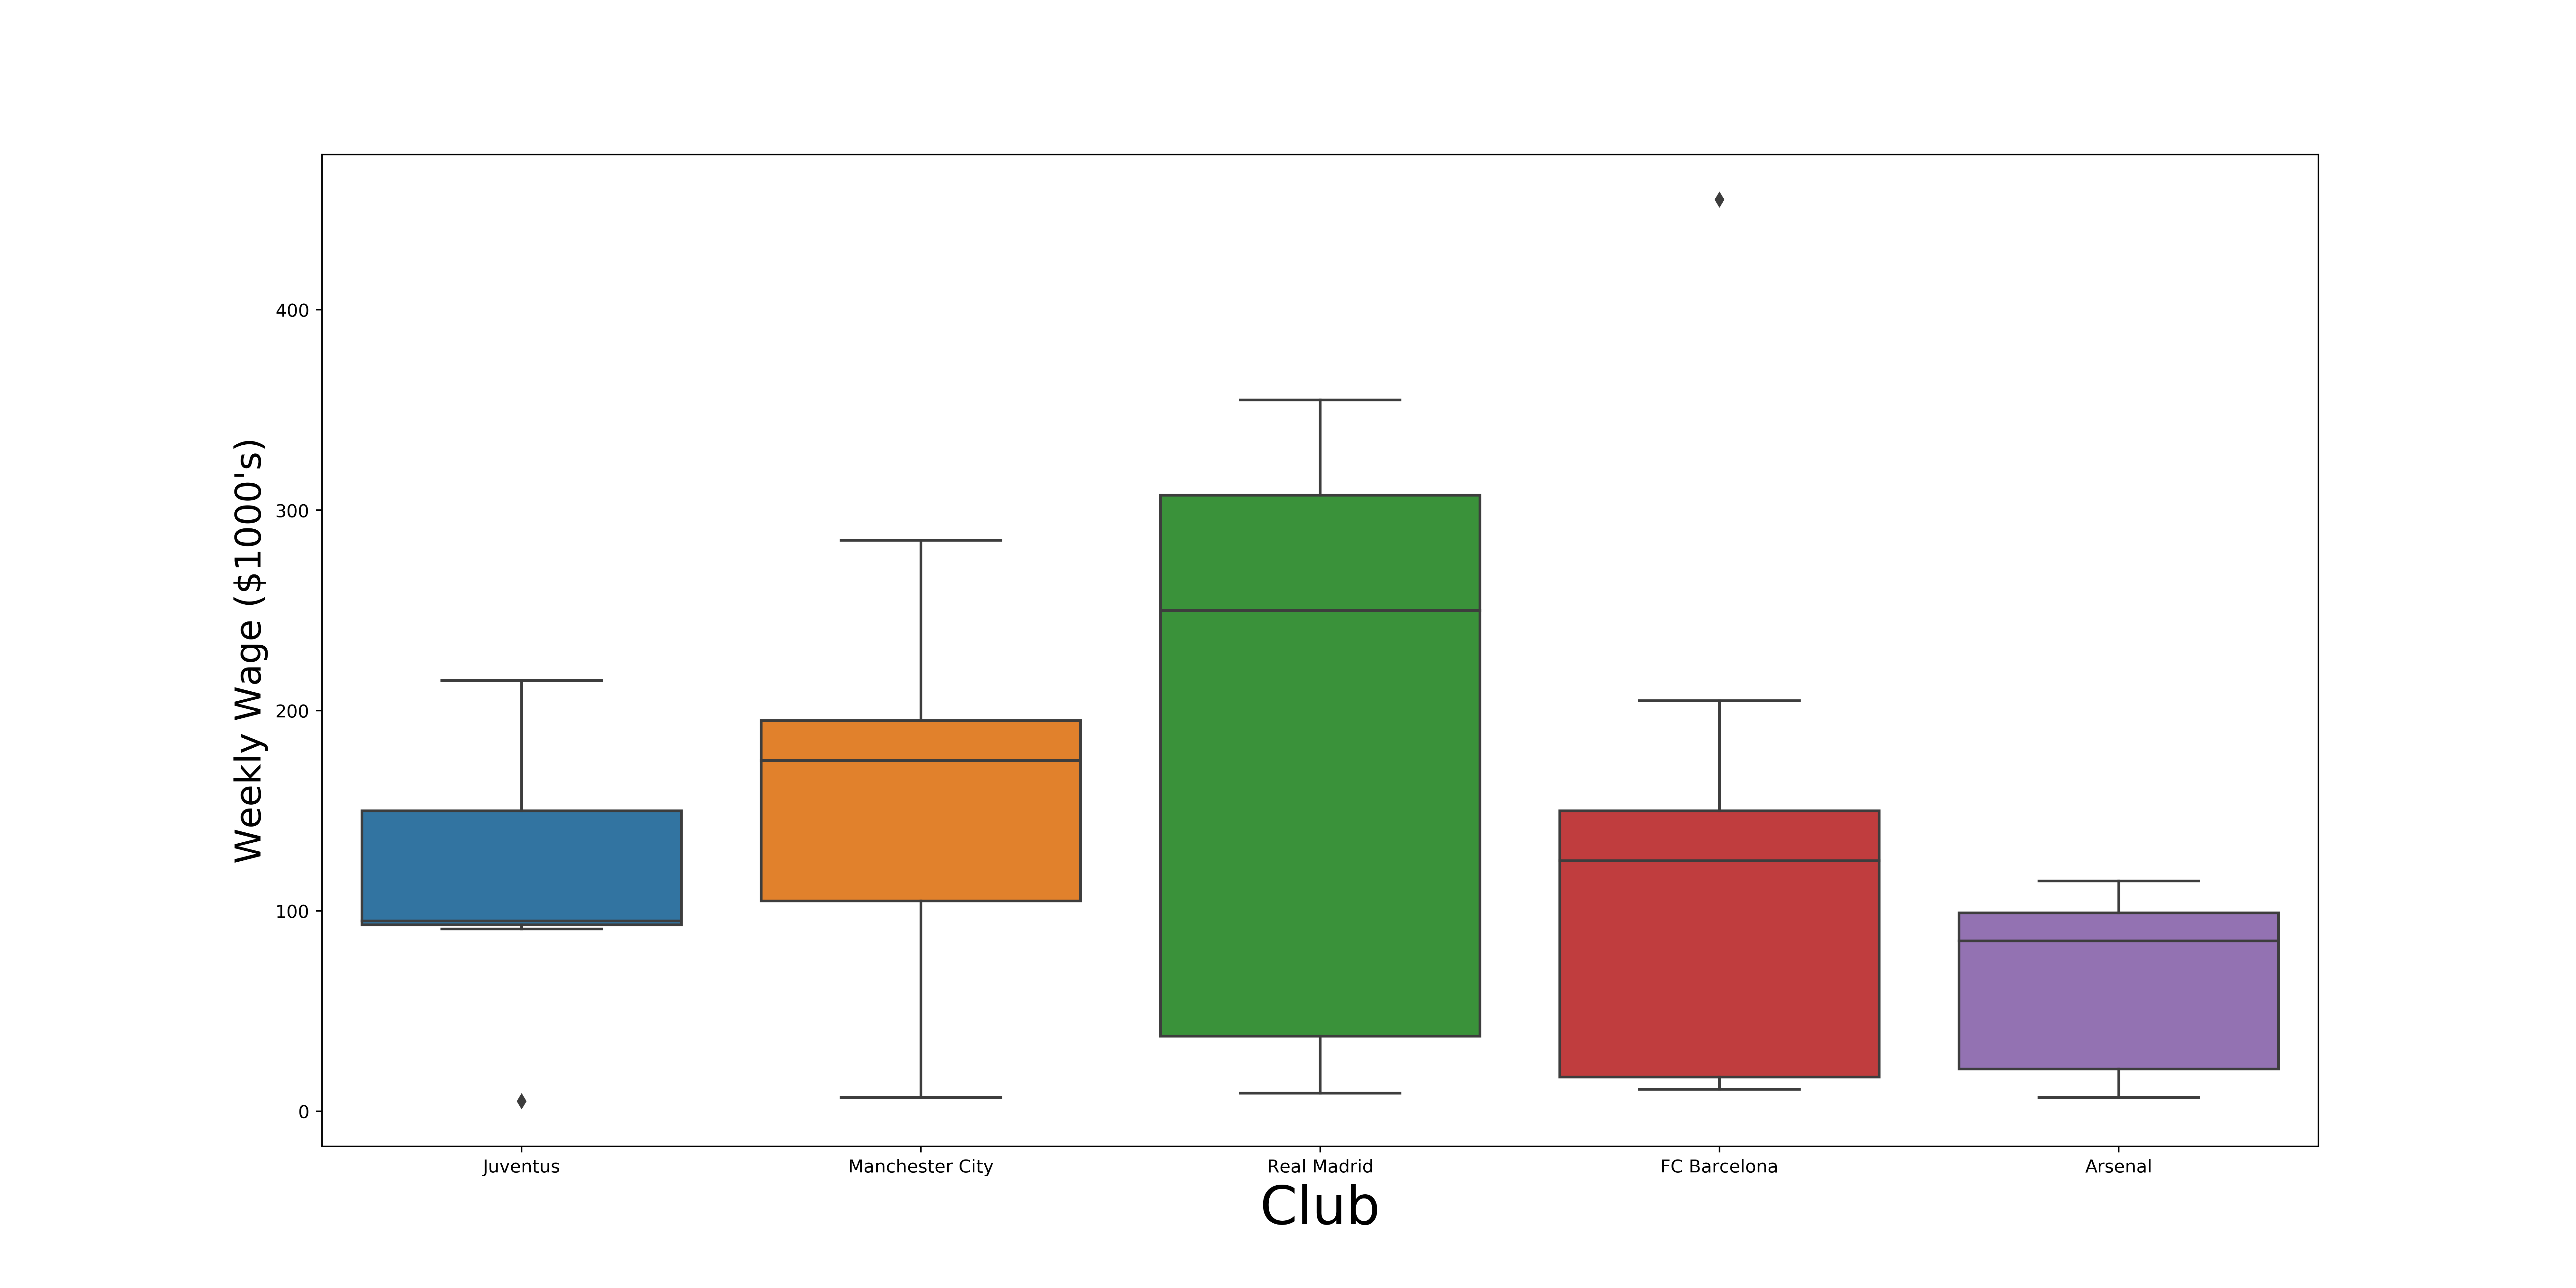 Weekly Wage ($1000's)
400
300
200
100
0
Juventus Manchester City Real Madrid FC Barcelona Arsenal
Club